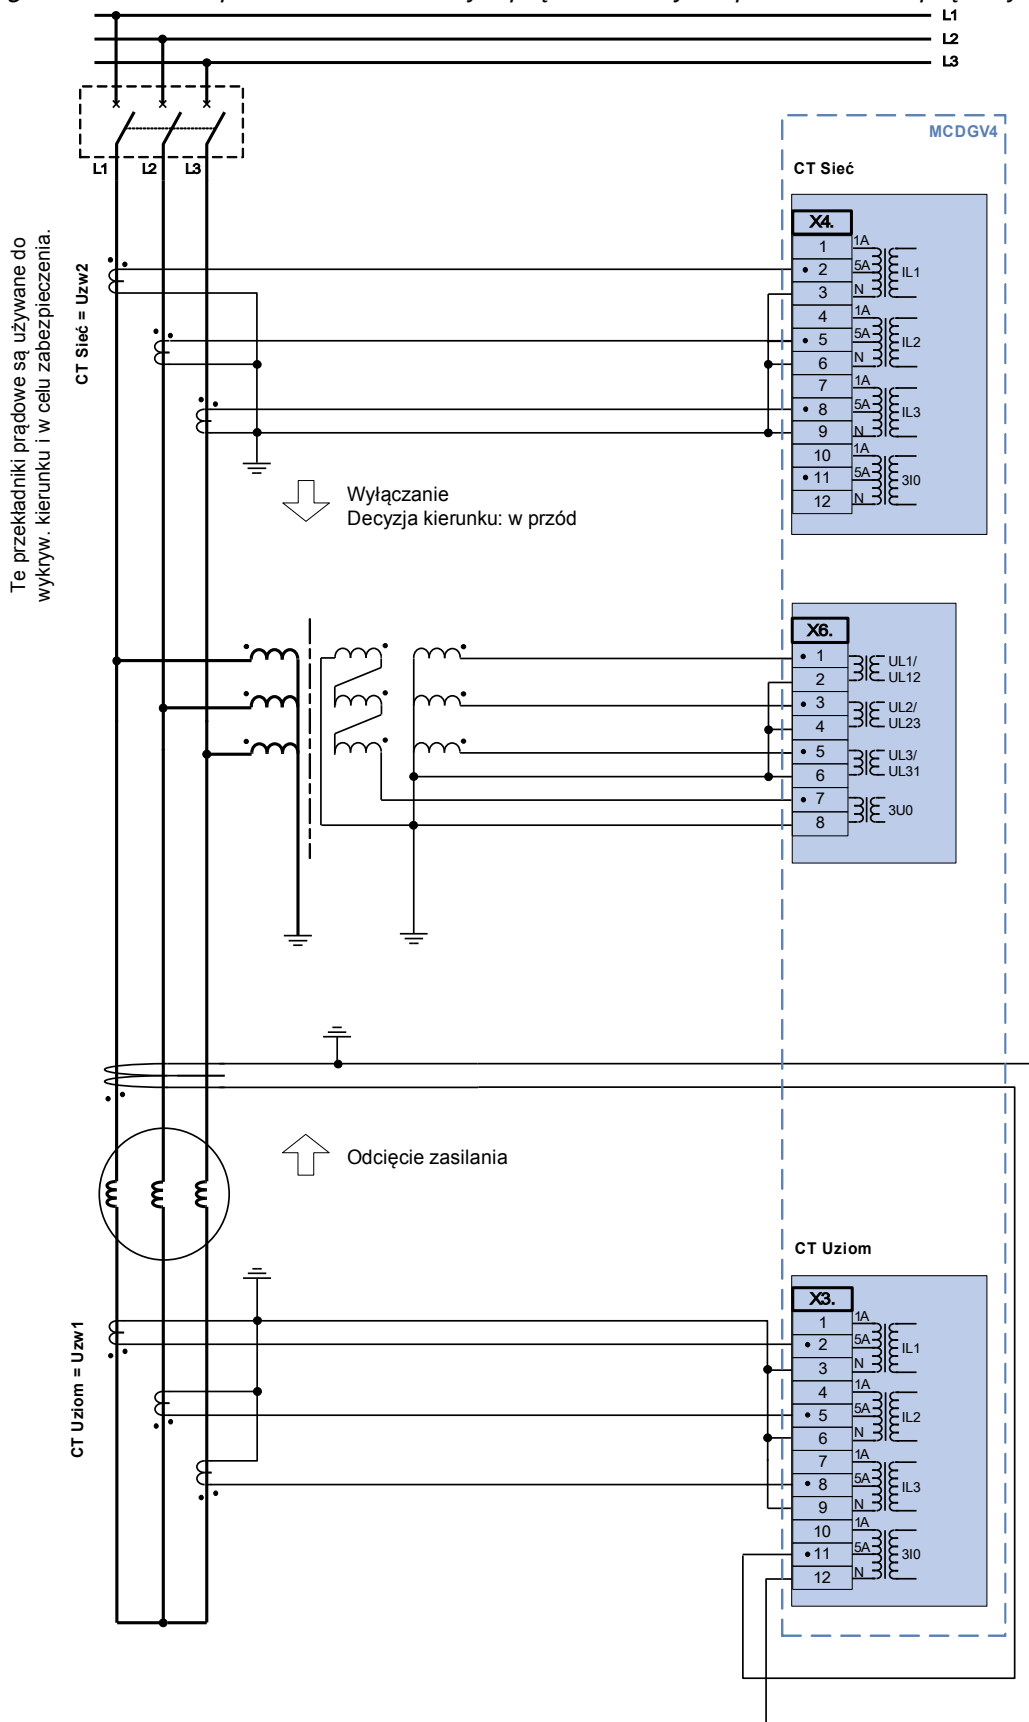 L1
L2
L3
L1
L2
L3
MCDGV4
CT Sieć
Te przekładniki prądowe są używane do
wykryw. kierunku i w celu zabezpieczenia.
CT Sieć = Uzw2
X4.
1
1A
2
5A
IL1
3
N
4
1A
5
5A
IL2
6
N
7
1A
8
5A
IL3
9
N
10
1A
11
5A
3I0
12
N
Wyłączanie
Decyzja kierunku: w przód
X6.
1
UL1/
2
UL12
3
UL2/
4
UL23
5
UL3/
6
UL31
7
3U0
8
Odcięcie zasilania
CT Uziom
CT Uziom = Uzw1
X3.
1
1A
2
5A
IL1
3
N
4
1A
5
5A
IL2
6
N
7
1A
8
5A
IL3
9
N
10
1A
11
5A
3I0
12
N